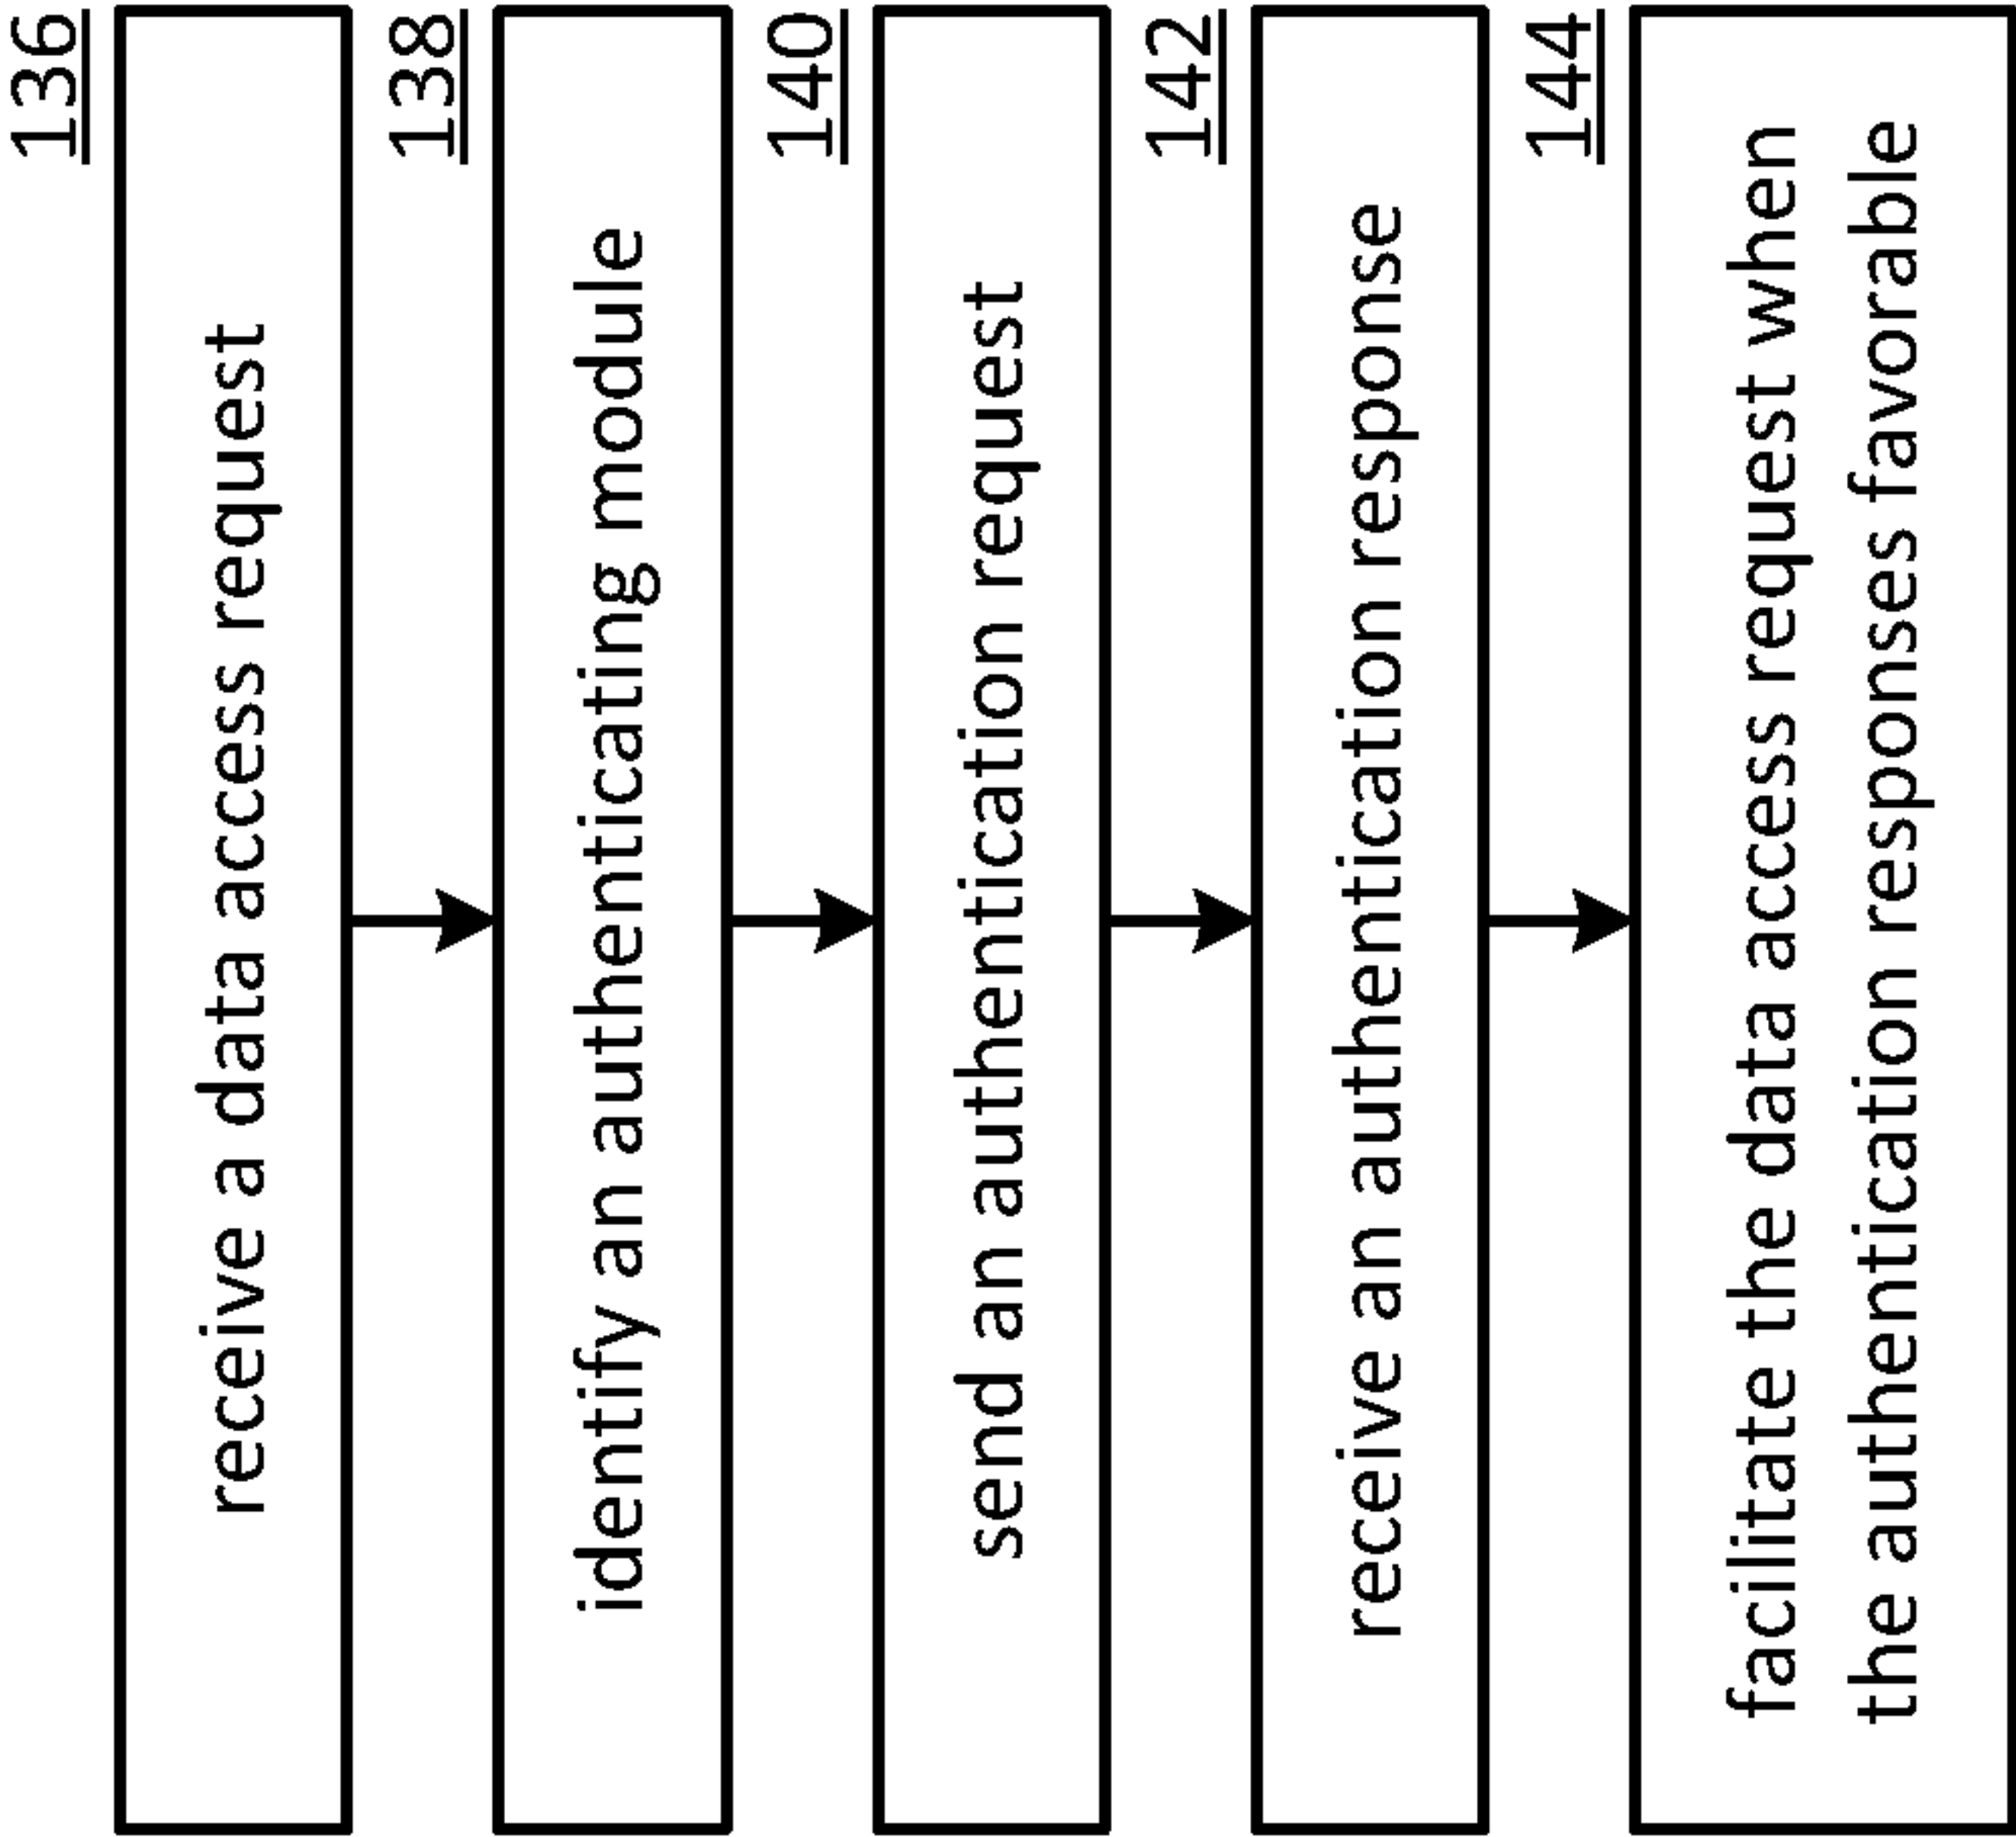 136
receive a data access request
138
identify an authenticating module
140
send an authentication request
142
receive an authentication response
144
facilitate the data access request when
the authentication responses favorable